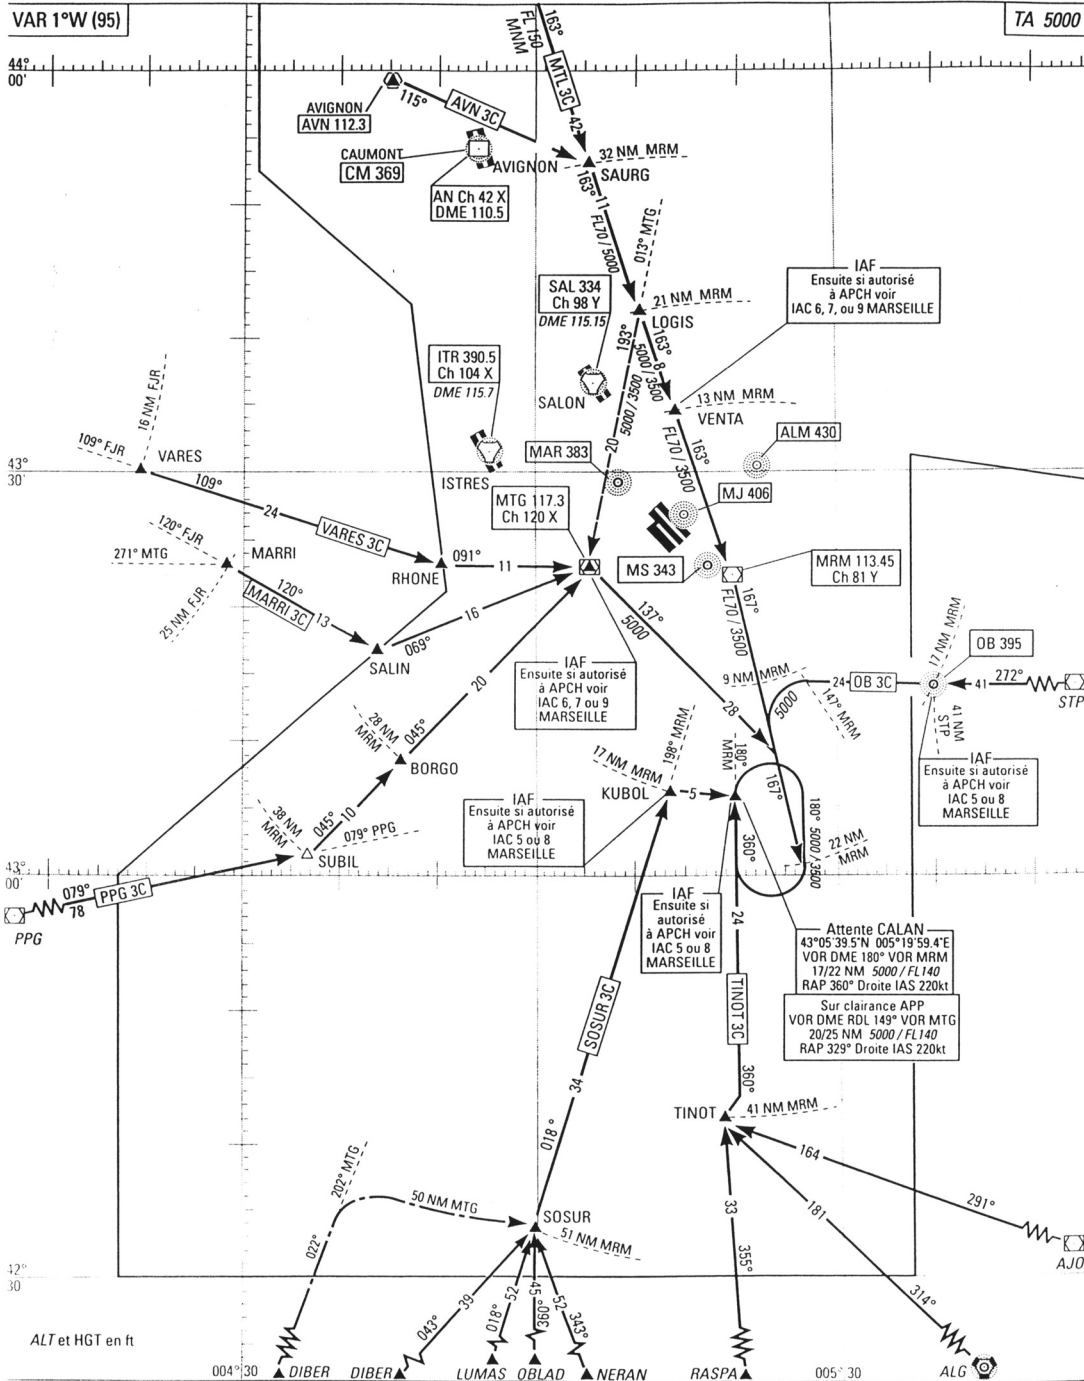 VAR 1°W (95)
TA 5000
163°
FL 150
MNM
MTL 3C
42
44°
00'
AVIGNON
AVN 112.3
115°
AVN 3C
CAUMONT
CM 369
AVIGNON
AN Ch 42 X
DME 110.5
32 NM MRM
SAURG
163°
11
FL70 / 5000
013° MTG
SAL 334
Ch 98 Y
DME 115.15
21 NM MRM
LOGIS
IAF
Ensuite si autorisé
à APCH voir
IAC 6, 7, ou 9 MARSEILLE
193°
163°
8
5000 / 3500
5000 / 3500
20
ITR 390.5
Ch 104 X
DME 115.7
SALON
13 NM MRM
VENTA
ISTRES
MAR 383
ALM 430
163°
FL70 / 3500
MJ 406
16 NM FJR
109° FJR
VARES
43°
30'
109°
24
VARES 3C
MTG 117.3
Ch 120 X
120° FJR
271° MTG
MARRI
25 NM FJR
120°
MARRI 3C
13
RHONE
091°
11
MS 343
MRM 113.45
Ch 81 Y
SALIN
069°
16
137°
5000
167°
FL70 / 3500
17 NM MRM
OB 395
IAF
Ensuite si autorisé
à APCH voir
IAC 6, 7 ou 9
MARSEILLE
9 NM MRM
24
OB 3C
41
272°
STP
41 NM
STP
5000
147° MRM
28
20
045°
28 NM
MRM
BORGO
198° MRM
17 NM MRM
KUBOL
5
180°
MRM
167°
IAF
Ensuite si autorisé
à APCH voir
IAC 5 ou 8
MARSEILLE
IAF
Ensuite si autorisé
à APCH voir
IAC 5 ou 8
MARSEILLE
38 NM
MRM
045°
10
079° PPG
SUBIL
360°
180° 5000 / 3500
22 NM
MRM
43°
00'
079°
78
PPG 3C
PPG
IAF
Ensuite si
autorisé
à APCH voir
IAC 5 ou 8
MARSEILLE
24
Attente CALAN
43°05'39.5"N 005°19'59.4"E
VOR DME 180° VOR MRM
17/22 NM 5000 / FL140
RAP 360° Droite IAS 220kt
Sur clairance APP
VOR DME RDL 149° VOR MTG
20/25 NM 5000 / FL140
RAP 329° Droite IAS 220kt
SOSUR 3C
TINOT 3C
34
018°
360°
TINOT
41 NM MRM
164
291°
AJO
181
314°
33
355°
202° MTG
50 NM MTG
022°
SOSUR
51 NM MRM
42°
30
39
043°
52
018°
45
360°
52
343°
ALT et HGT en ft
004°30
DIBER
DIBER
LUMAS
OBLAD
NERAN
RASPA
005°30
ALG